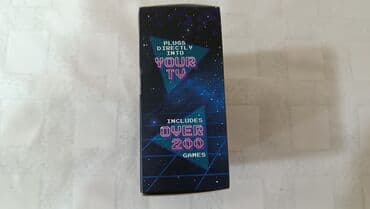 PLUGS
DIRECTLY
INTO
YOUR
TV
INCLUDES
OVER
200
GAMES